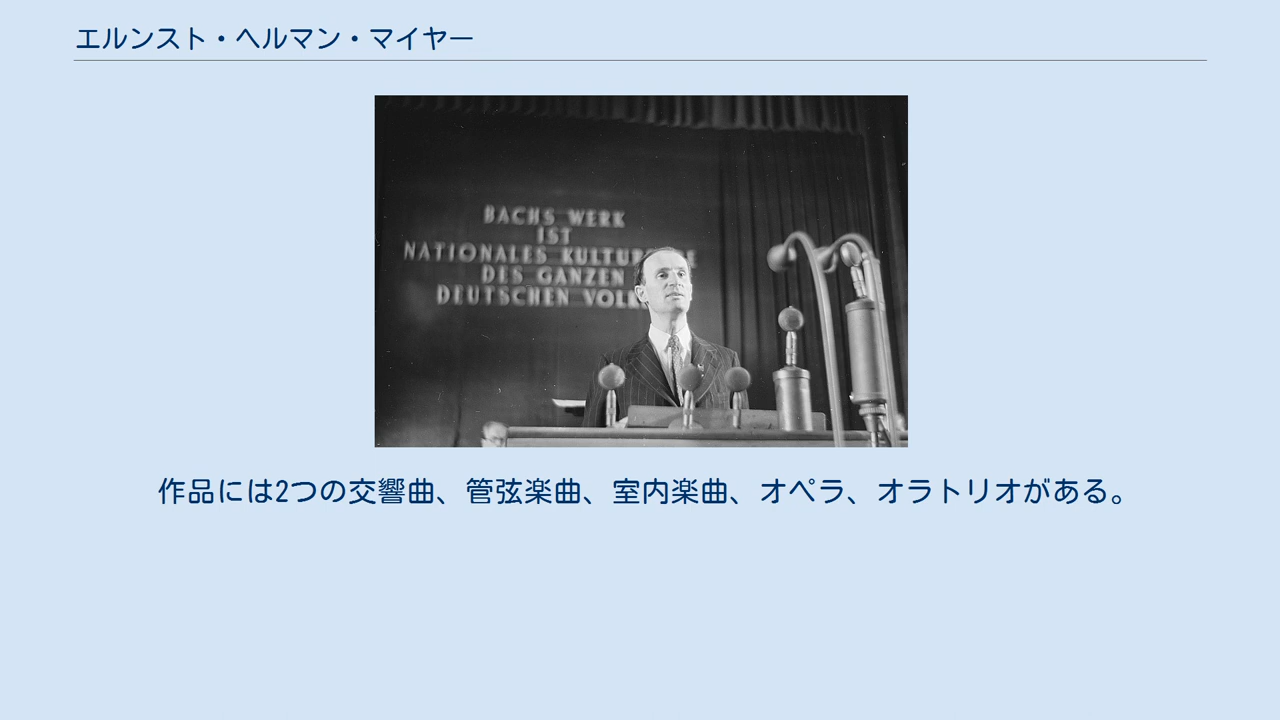 エルンスト・ヘルマン・マイヤー
BACHS WERK
IST
NATIONALES
DES GANZEN
DEUTSCHEN
作品には2つの交響曲、管弦楽曲、室内楽曲、オペラ、オラトリオがある。